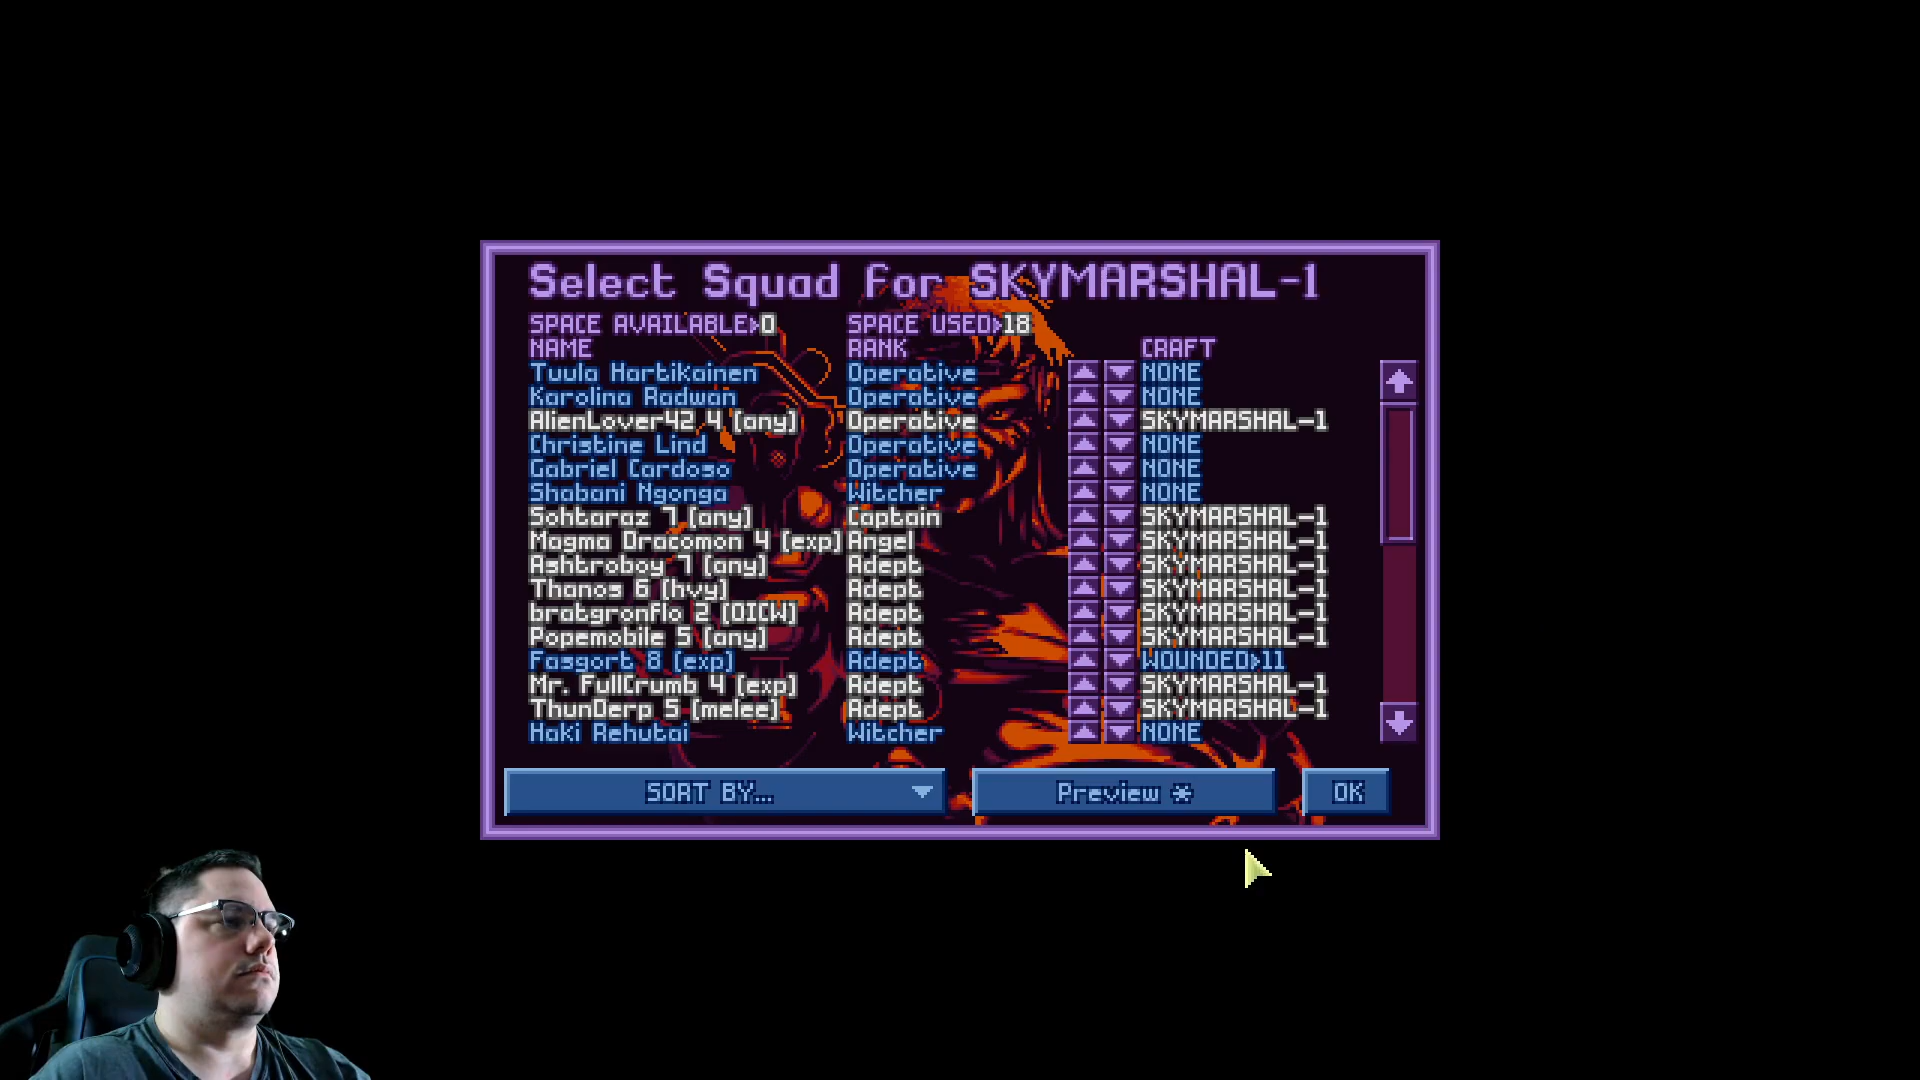 Select Squad for SKYMARSHAL-1
SPACE AVAILABLE>0 SPACE USED>18
NAME RANK CRAFT
Tuula Hartikainen Operative NONE
Karolina Radwan Operative NONE
AlienLover42 4 [any] Operative SKYMARSHAL-1
Christine Lind Operative NONE
Gabriel Cardoso Operative NONE
Shabani Ngonga Witcher NONE
Sohtaraz 7 [any] Captain SKYMARSHAL-1
Magma Dracomon 4 [exp] Angel SKYMARSHAL-1
Ashtroboy 7 [any] Adept SKYMARSHAL-1
Thanos 6 [hvy] Adept SKYMARSHAL-1
bratgronflo 2 [OICW] Adept SKYMARSHAL-1
Popemobile 5 [any] Adept SKYMARSHAL-1
Fasgort 8 [exp] Adept WOUNDED>11
Mr. FullCrumb 4 [exp] Adept SKYMARSHAL-1
ThunDerp 5 [melee] Adept SKYMARSHAL-1
Haki Rehutai Witcher NONE
SORT BY... Preview * OK